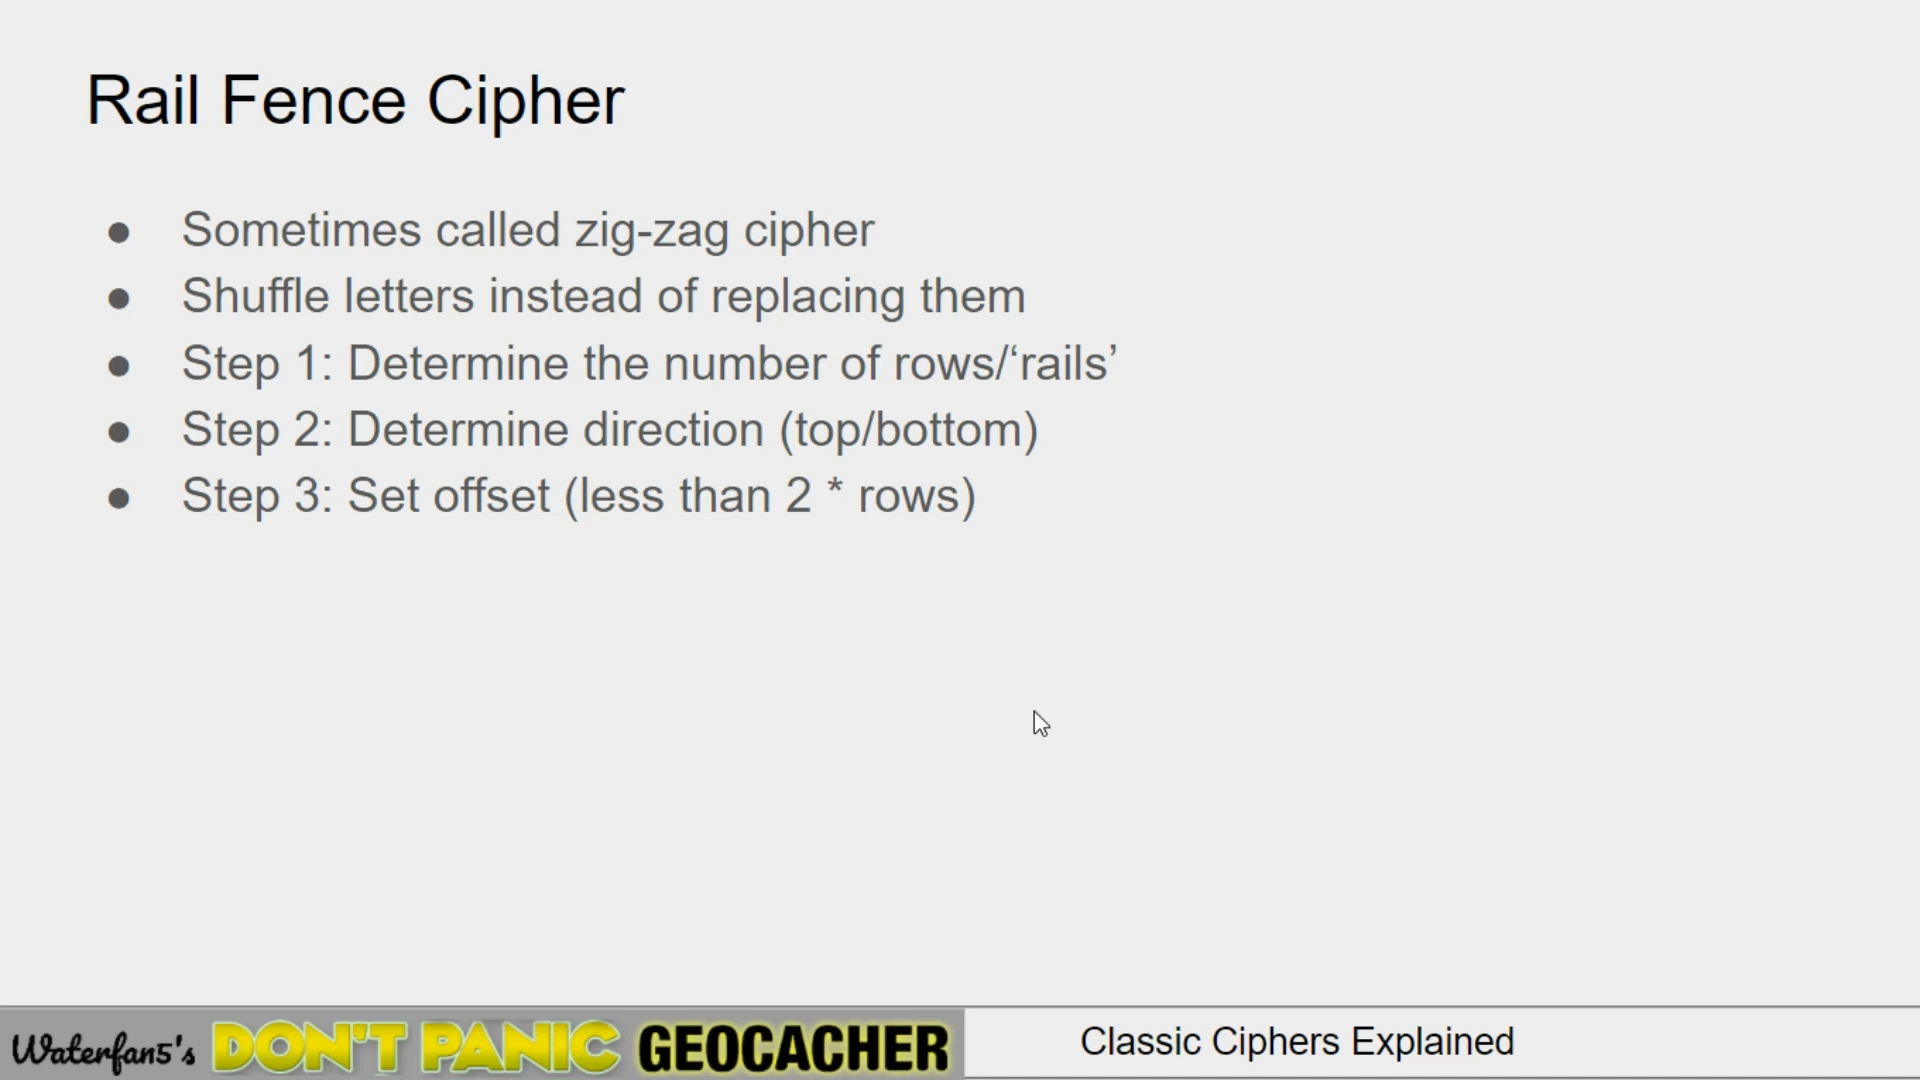 Rail Fence Cipher
● Sometimes called zig-zag cipher
● Shuffle letters instead of replacing them
● Step 1: Determine the number of rows/‘rails’
● Step 2: Determine direction (top/bottom)
● Step 3: Set offset (less than 2 * rows)
Waterfan5's DON'T PANIC GEOCACHER
Classic Ciphers Explained